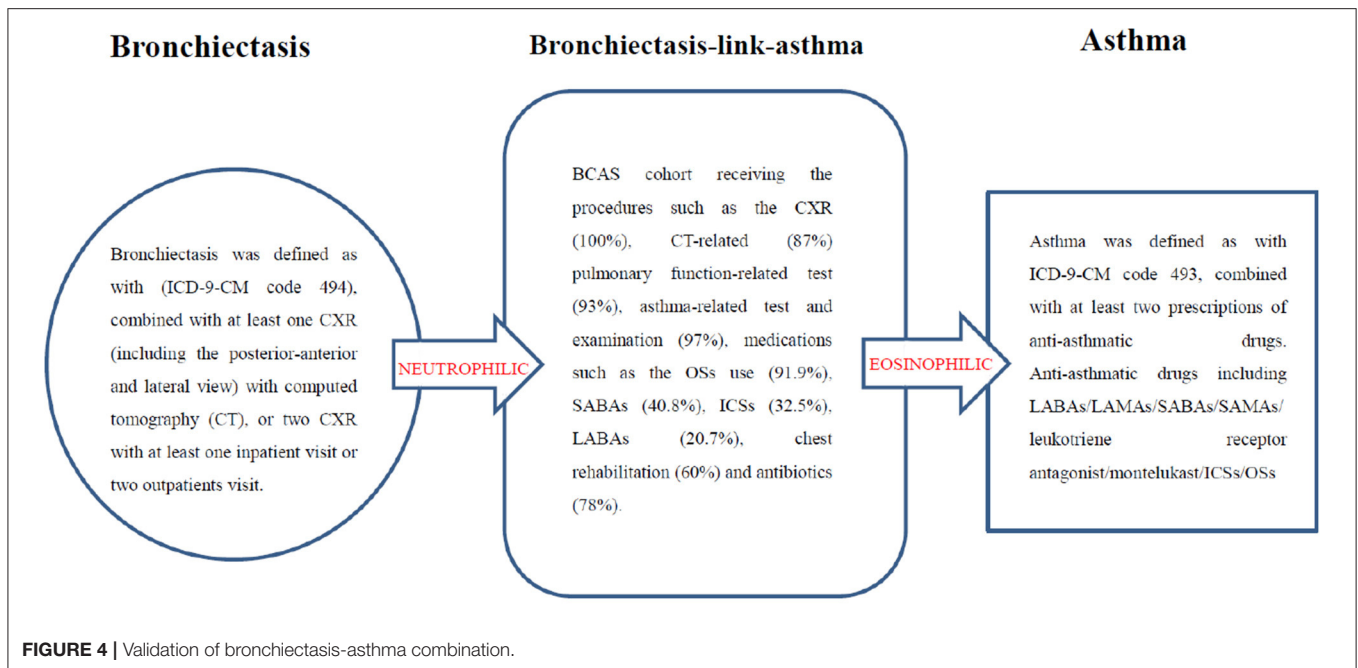 Bronchiectasis
Bronchiectasis-link-asthma
Asthma
Bronchiectasis was defined as
with (ICD-9-CM code 494),
combined with at least one CXR
(including the posterior-anterior
and lateral view) with computed
tomography (CT), or two CXR
with at least one inpatient visit or
two outpatients visit.
NEUTROPHILIC
BCAS cohort receiving the
procedures such as the CXR
(100%), CT-related (87%)
pulmonary function-related test
(93%), asthma-related test and
examination (97%), medications
such as the OSs use (91.9%),
SABAs (40.8%), ICSs (32.5%),
LABAs (20.7%), chest
rehabilitation (60%) and antibiotics
(78%).
EOSINOPHILIC
Asthma was defined as with
ICD-9-CM code 493, combined
with at least two prescriptions of
anti-asthmatic drugs.
Anti-asthmatic drugs including
LABAs/LAMAs/SABAs/SAMAs/
leukotriene receptor
antagonist/montelukast/ICSs/OSs
FIGURE 4 | Validation of bronchiectasis-asthma combination.